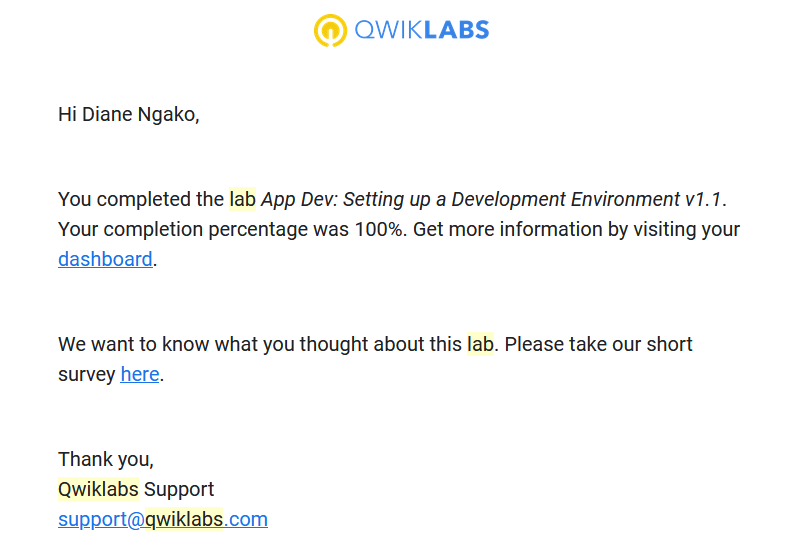 QWIKLABS
Hi Diane Ngako,
You completed the lab App Dev: Setting up a Development Environment v1.1.
Your completion percentage was 100%. Get more information by visiting your
dashboard.
We want to know what you thought about this lab. Please take our short
survey here.
Thank you,
Qwiklabs Support
support@qwiklabs.com